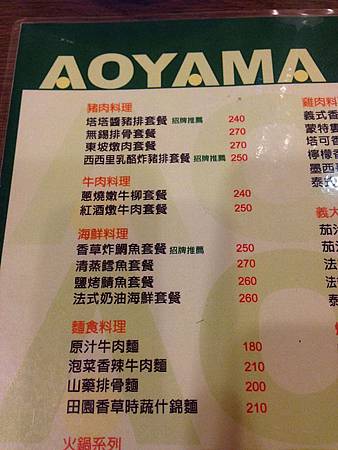 AOYAMA
豬肉料理
塔塔醬豬排套餐 招牌推薦 240
無錫排骨套餐 270
東坡燉肉套餐 270
西西里乳酪炸豬排套餐 招牌推薦 250
牛肉料理
蔥燒嫩牛柳套餐 240
紅酒燉牛肉套餐 250
海鮮料理
香草炸鯛魚套餐 招牌推薦 250
清蒸鱈魚套餐 270
鹽烤鯖魚套餐 260
法式奶油海鮮套餐 260
麵食料理
原汁牛肉麵 180
泡菜香辣牛肉麵 210
山藥排骨麵 200
田園香草時蔬什錦麵 210
火鍋系列
雞肉料
義式香
蒙特
塔可香
檸檬
墨西
泰
義大
茄汁
茄
法
泰